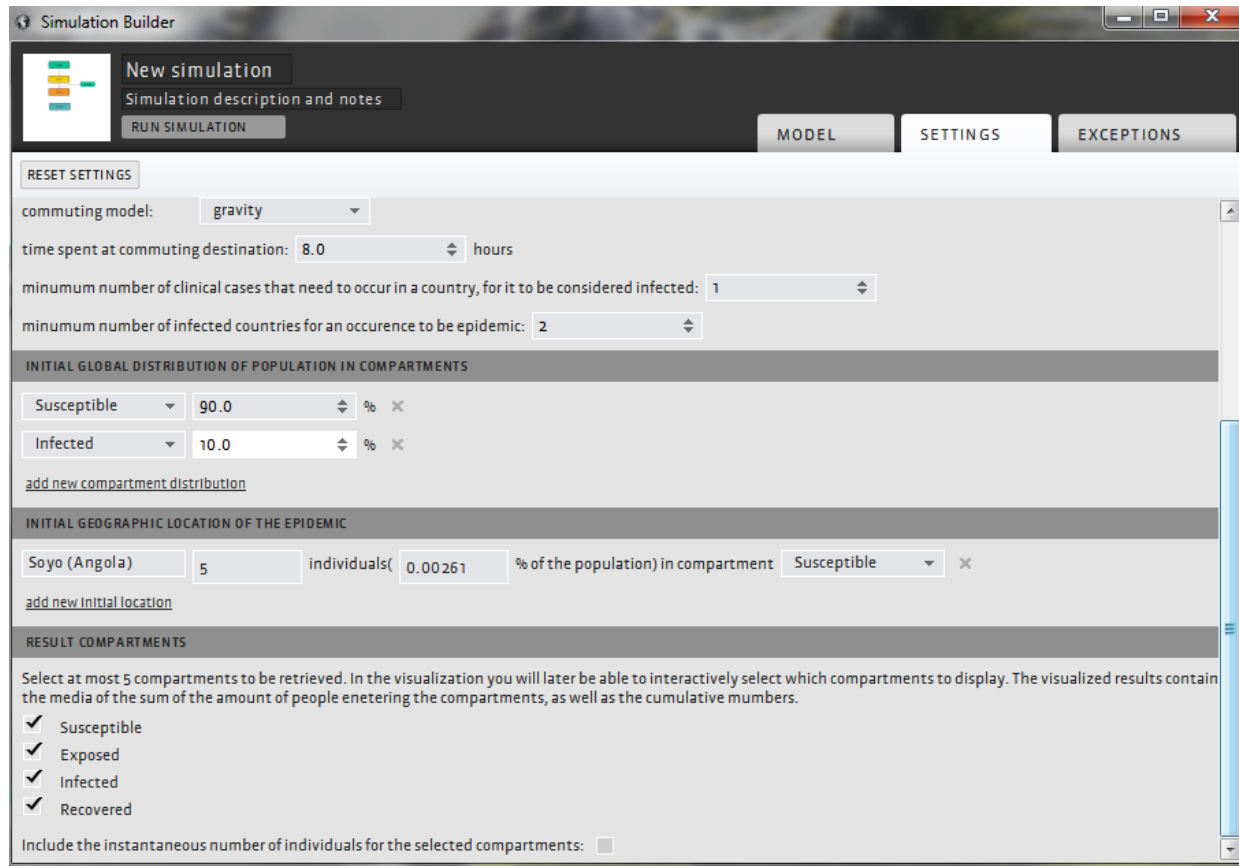 Simulation Builder
New simulation
Simulation description and notes
RUN SIMULATION
MODEL
SETTINGS
EXCEPTIONS
RESET SETTINGS
commuting model: gravity
time spent at commuting destination: 8.0 hours
minumum number of clinical cases that need to occur in a country, for it to be considered infected: 1
minumum number of infected countries for an occurence to be epidemic: 2
INITIAL GLOBAL DISTRIBUTION OF POPULATION IN COMPARTMENTS
Susceptible 90.0 %
Infected 10.0 %
add new compartment distribution
INITIAL GEOGRAPHIC LOCATION OF THE EPIDEMIC
Soyo (Angola) 5 individuals( 0.00261 % of the population) in compartment Susceptible
add new initial location
RESULT COMPARTMENTS
Select at most 5 compartments to be retrieved. In the visualization you will later be able to interactively select which compartments to display. The visualized results contain
the media of the sum of the amount of people enetering the compartments, as well as the cumulative mumbers.
Susceptible
Exposed
Infected
Recovered
Include the instantaneous number of individuals for the selected compartments: